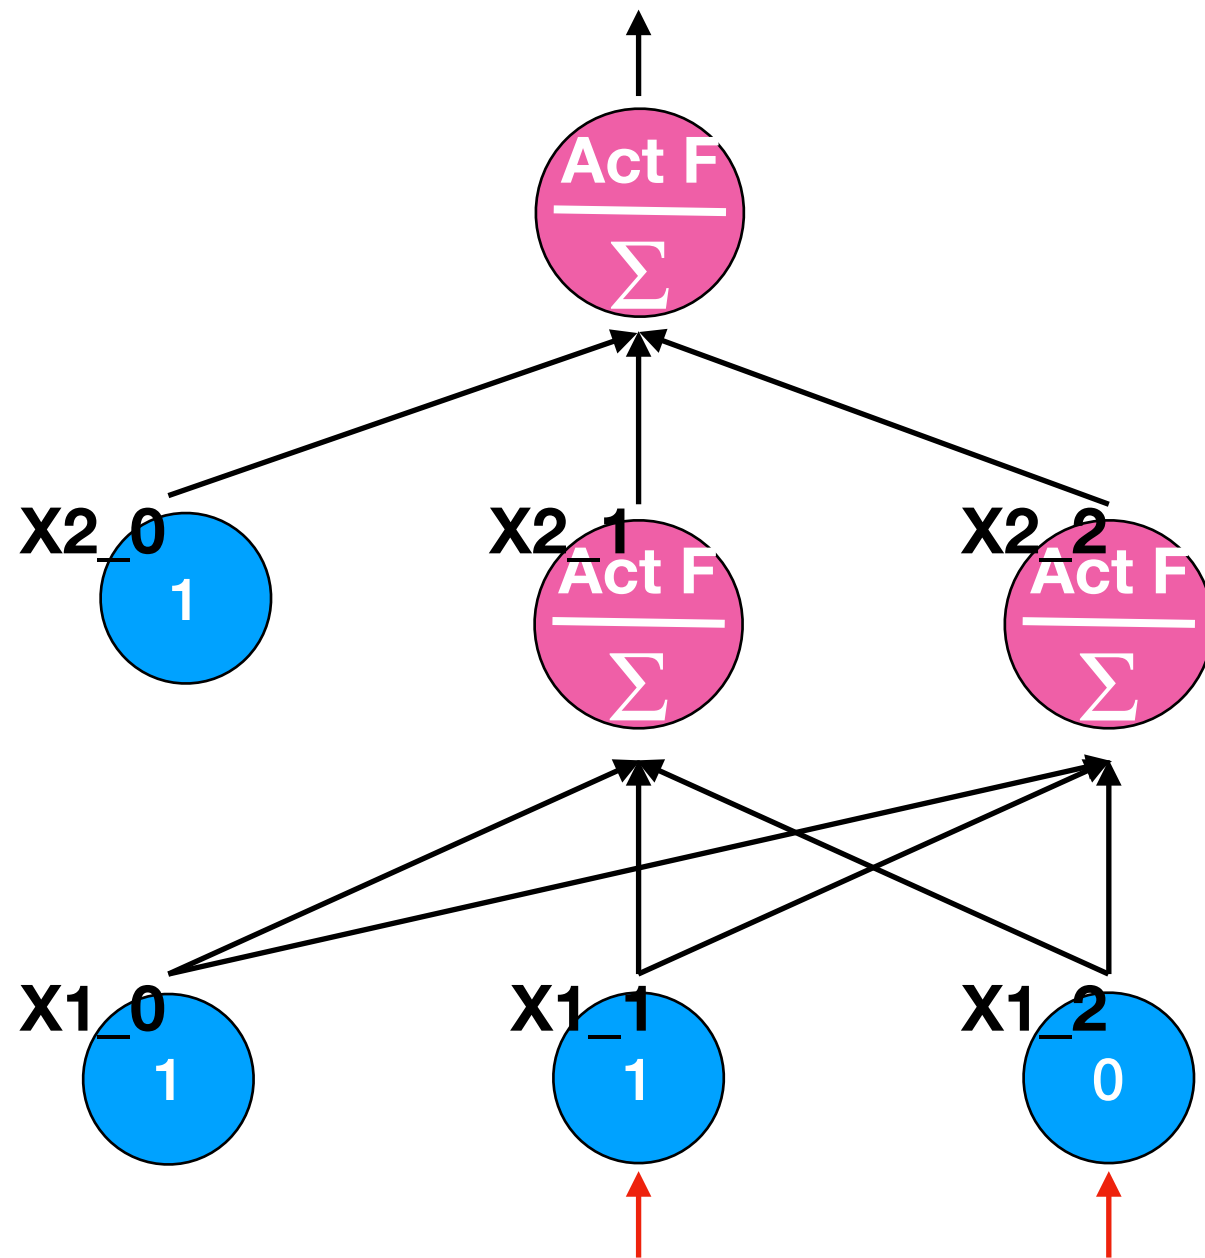 Act F
Σ
X2_0
X2_1
X2_2
1
Act F
Act F
Σ
Σ
X1_0
X1_1
X1_2
1
1
0